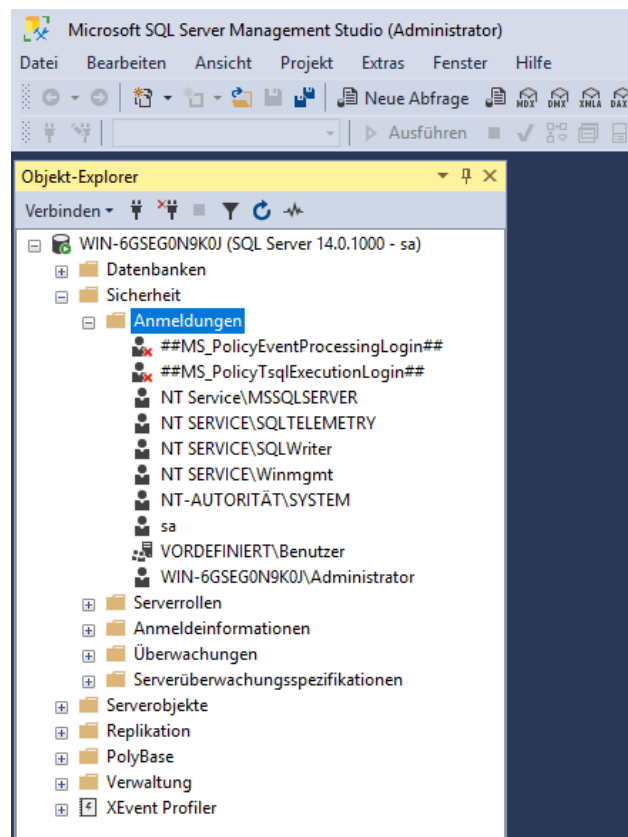 Microsoft SQL Server Management Studio (Administrator)
Datei Bearbeiten Ansicht Projekt Extras Fenster Hilfe
Neue Abfrage MDX DMX XMLA DAX
Ausführen
Objekt-Explorer
Verbinden
WIN-6GSEG0N9K0J (SQL Server 14.0.1000 - sa)
Datenbanken
Sicherheit
Anmeldungen
##MS_PolicyEventProcessingLogin##
##MS_PolicyTsqlExecutionLogin##
NT Service\MSSQLSERVER
NT SERVICE\SQLTELEMETRY
NT SERVICE\SQLWriter
NT SERVICE\Winmgmt
NT-AUTORITÄT\SYSTEM
sa
VORDEFINIERT\Benutzer
WIN-6GSEG0N9K0J\Administrator
Serverrollen
Anmeldeinformationen
Überwachungen
Serverüberwachungsspezifikationen
Serverobjekte
Replikation
PolyBase
Verwaltung
XEvent Profiler